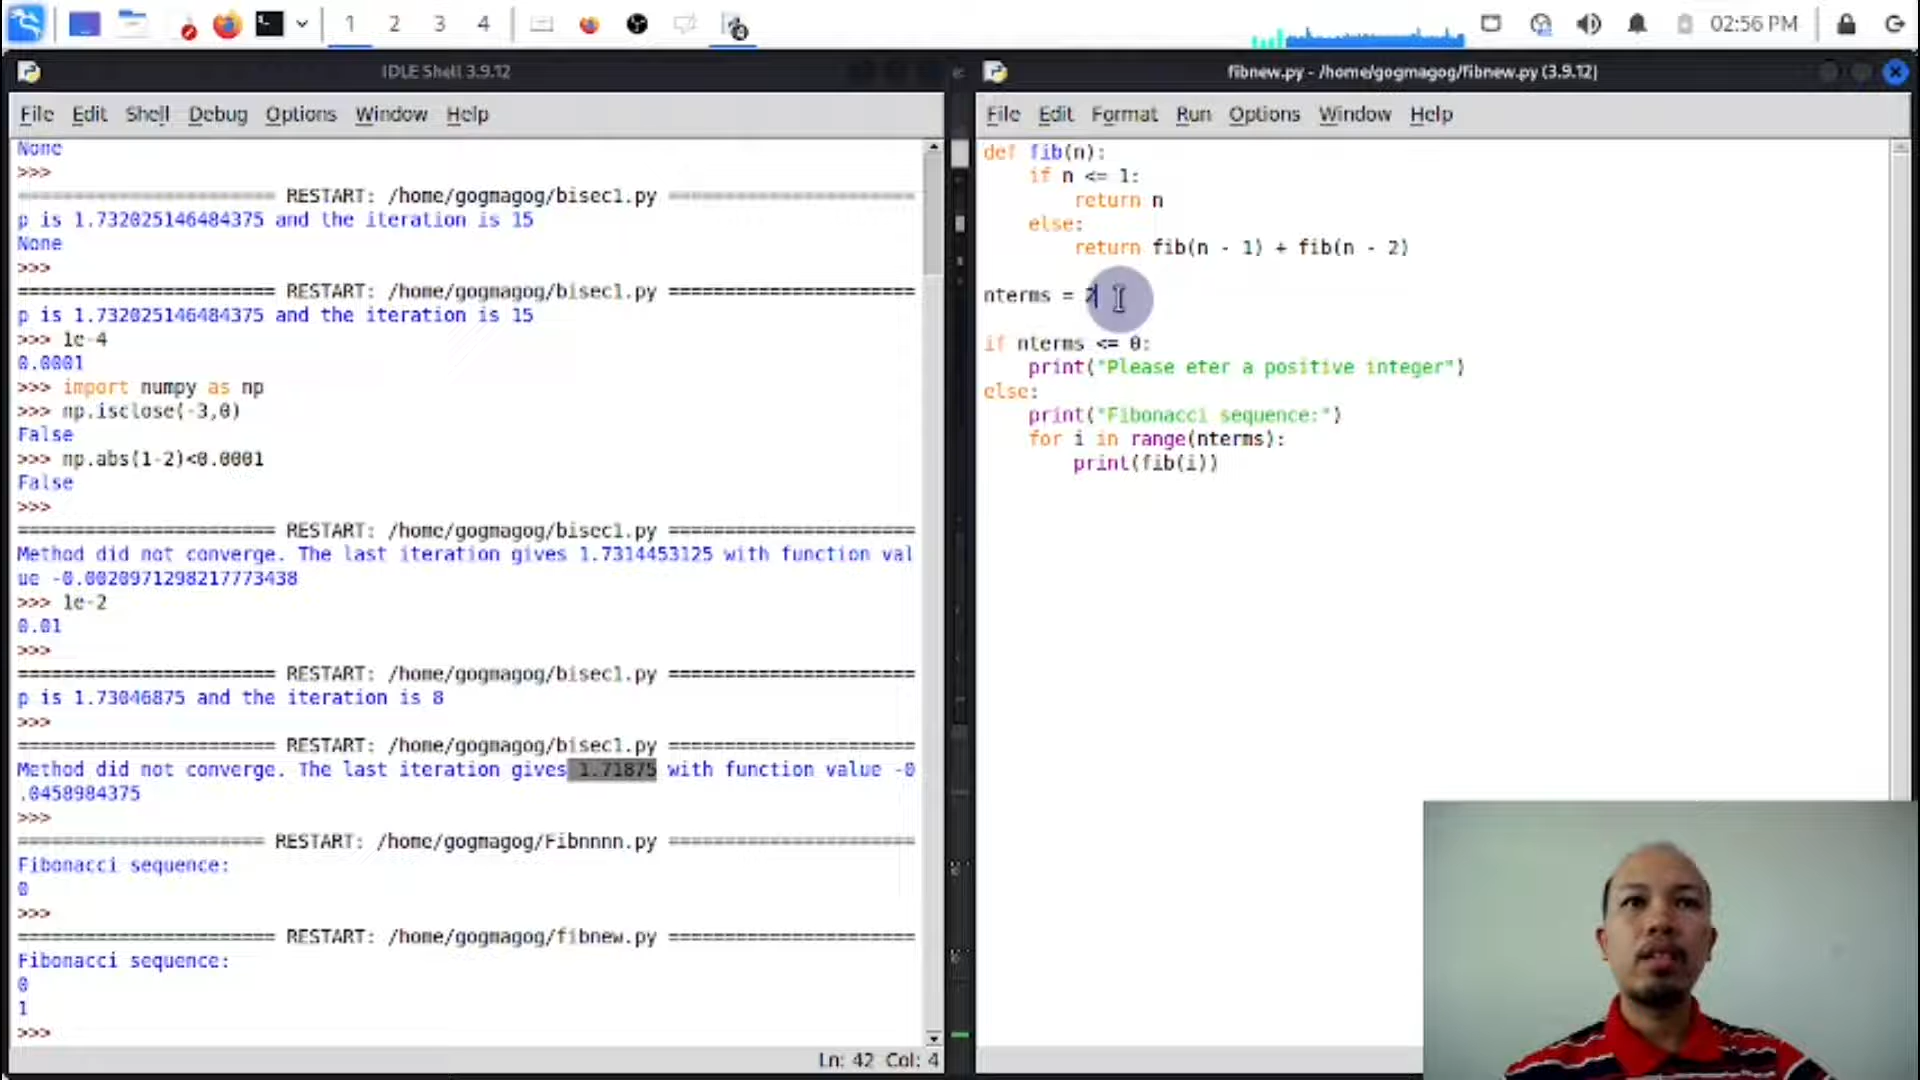 1 2 3 4
02:56 PM
IDLE Shell 3.9.12
File Edit Shell Debug Options Window Help
None
>>>
======================= RESTART: /home/gogmagog/bisec1.py ======================
p is 1.732025146484375 and the iteration is 15
None
>>>
======================= RESTART: /home/gogmagog/bisec1.py ======================
p is 1.732025146484375 and the iteration is 15
>>> 1e-4
0.0001
>>> import numpy as np
>>> np.isclose(-3,0)
False
>>> np.abs(1-2)<0.0001
False
>>>
======================= RESTART: /home/gogmagog/bisec1.py ======================
Method did not converge. The last iteration gives 1.7314453125 with function val
ue -0.0020971298217773438
>>> 1e-2
0.01
>>>
======================= RESTART: /home/gogmagog/bisec1.py ======================
p is 1.73046875 and the iteration is 8
>>>
======================= RESTART: /home/gogmagog/bisec1.py ======================
Method did not converge. The last iteration gives 1.71875 with function value -0
.0458984375
>>>
====================== RESTART: /home/gogmagog/Fibnnnn.py ======================
Fibonacci sequence:
0
>>>
======================= RESTART: /home/gogmagog/fibnew.py ======================
Fibonacci sequence:
0
1
>>>
Ln: 42 Col: 4
fibnew.py - /home/gogmagog/fibnew.py (3.9.12)
File Edit Format Run Options Window Help
def fib(n):
    if n <= 1:
        return n
    else:
        return fib(n - 1) + fib(n - 2)
nterms = 2
if nterms <= 0:
    print("Please eter a positive integer")
else:
    print("Fibonacci sequence:")
    for i in range(nterms):
        print(fib(i))